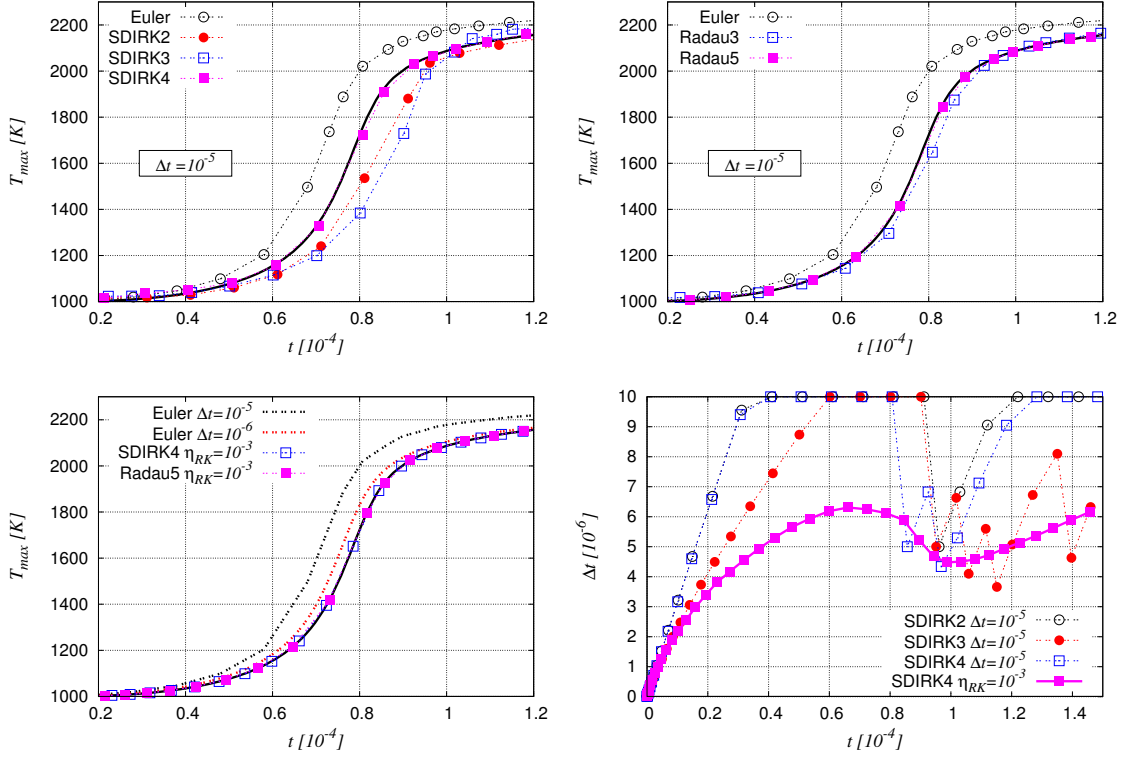 Euler
SDIRK2
SDIRK3
SDIRK4
Δt=10⁻⁵
T_max [K]
2200
2000
1800
1600
1400
1200
1000
0.2 0.4 0.6 0.8 1 1.2
t [10⁻⁴]
Euler
Radau3
Radau5
Δt=10⁻⁵
T_max [K]
2200
2000
1800
1600
1400
1200
1000
0.2 0.4 0.6 0.8 1 1.2
t [10⁻⁴]
Euler Δt=10⁻⁵
Euler Δt=10⁻⁶
SDIRK4 η_RK=10⁻³
Radau5 η_RK=10⁻³
T_max [K]
2200
2000
1800
1600
1400
1200
1000
0.2 0.4 0.6 0.8 1 1.2
t [10⁻⁴]
Δt [10⁻⁶]
10
9
8
7
6
5
4
3
2
1
0
SDIRK2 Δt=10⁻⁵
SDIRK3 Δt=10⁻⁵
SDIRK4 Δt=10⁻⁵
SDIRK4 η_RK=10⁻³
0 0.2 0.4 0.6 0.8 1 1.2 1.4
t [10⁻⁴]